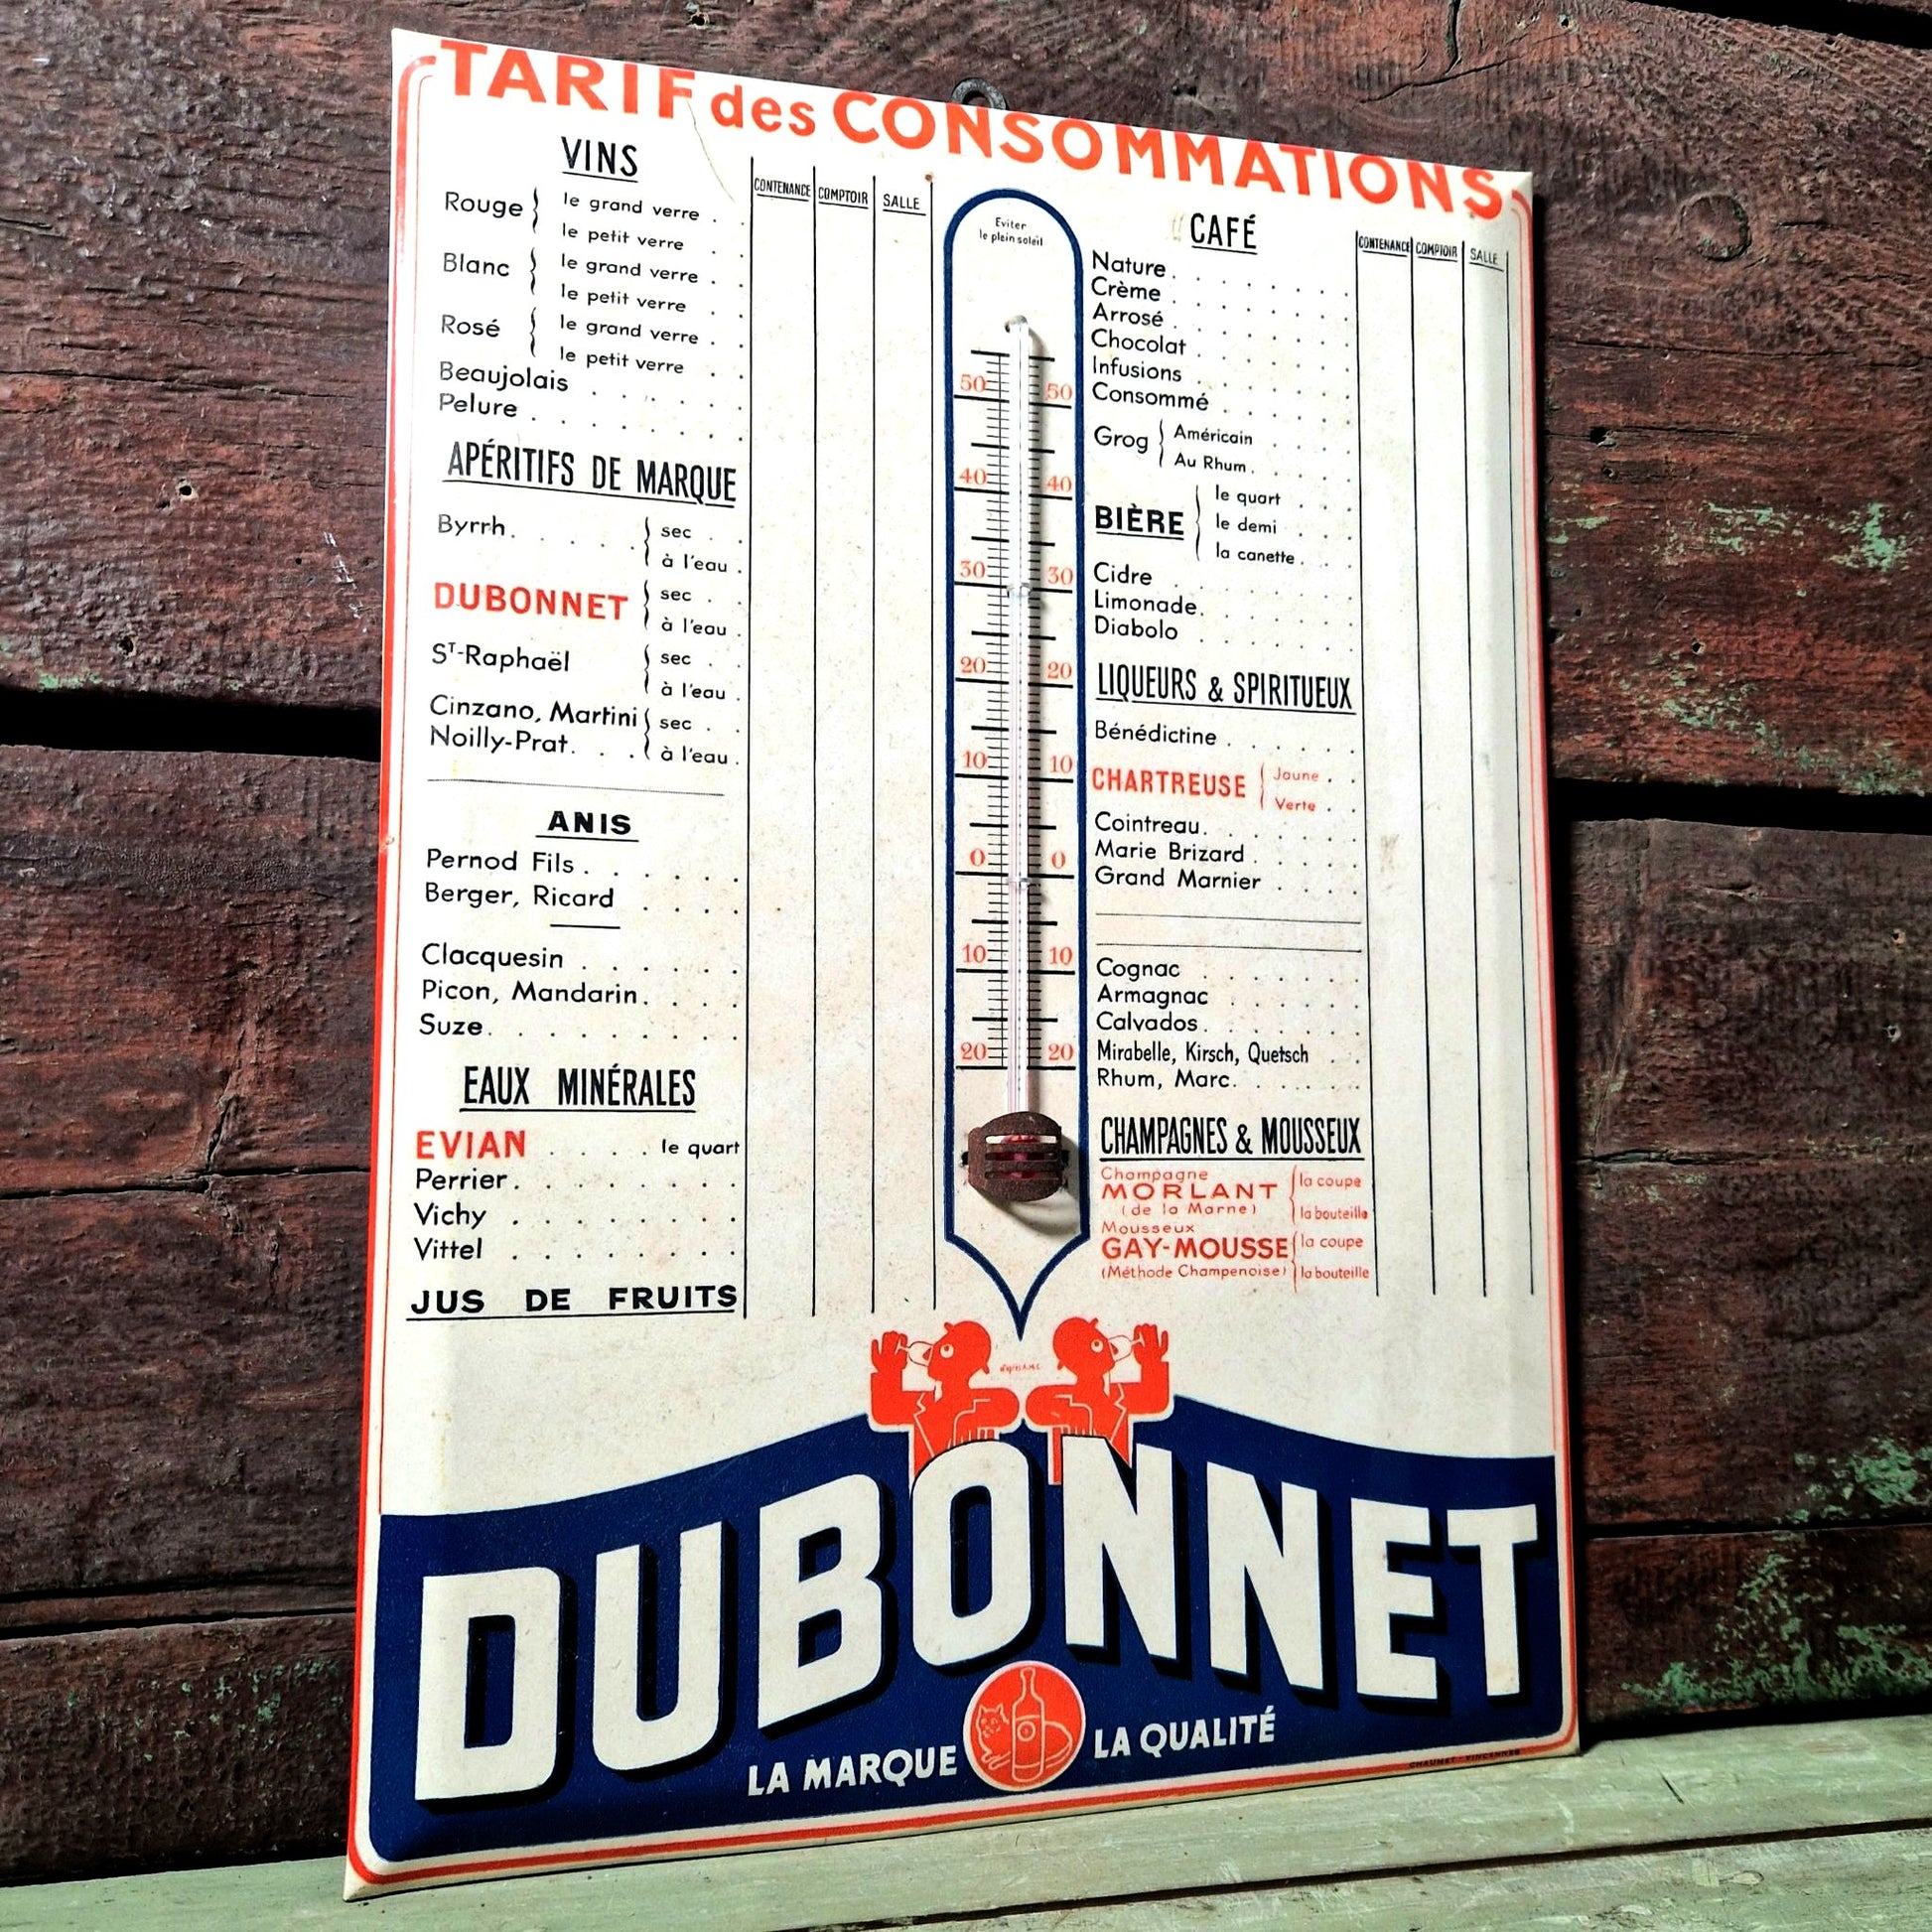 TARIF des CONSOMMATIONS
VINS
CONTENANCE COMPTOIR SALLE
Rouge le grand verre
le petit verre
Blanc le grand verre
le petit verre
Rosé le grand verre
le petit verre
Beaujolais
Pelure
APÉRITIFS DE MARQUE
Byrrh sec
à l'eau
DUBONNET sec
à l'eau
ST-Raphaël sec
à l'eau
Cinzano, Martini sec
Noilly-Prat à l'eau
ANIS
Pernod Fils
Berger, Ricard
Clacquesin
Picon, Mandarin
Suze
EAUX MINÉRALES
EVIAN le quart
Perrier
Vichy
Vittel
JUS DE FRUITS
Eviter
le plein soleil
50 50
40 40
30 30
20 20
10 10
0 0
10 10
20 20
CAFÉ
CONTENANCE COMPTOIR SALLE
Nature
Crème
Arrosé
Chocolat
Infusions
Consommé
Grog Américain
Au Rhum
BIÈRE le quart
le demi
la canette
Cidre
Limonade
Diabolo
LIQUEURS & SPIRITUEUX
Bénédictine
CHARTREUSE Jaune
Verte
Cointreau
Marie Brizard
Grand Marnier
Cognac
Armagnac
Calvados
Mirabelle, Kirsch, Quetsch
Rhum, Marc
CHAMPAGNES & MOUSSEUX
Champagne
MORLANT la coupe
(de la Marne) la bouteille
Mousseux
GAY-MOUSSE la coupe
(Méthode Champenoise) la bouteille
DUBONNET
LA MARQUE LA QUALITÉ
CHAUMET - VINCENNES